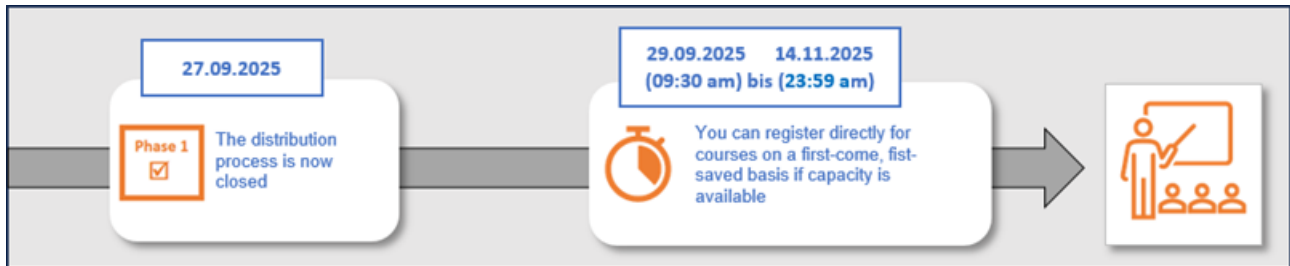 27.09.2025
Phase 1
The distribution
process is now
closed
29.09.2025 14.11.2025
(09:30 am) bis (23:59 am)
You can register directly for
courses on a first-come, fist-
saved basis if capacity is
available